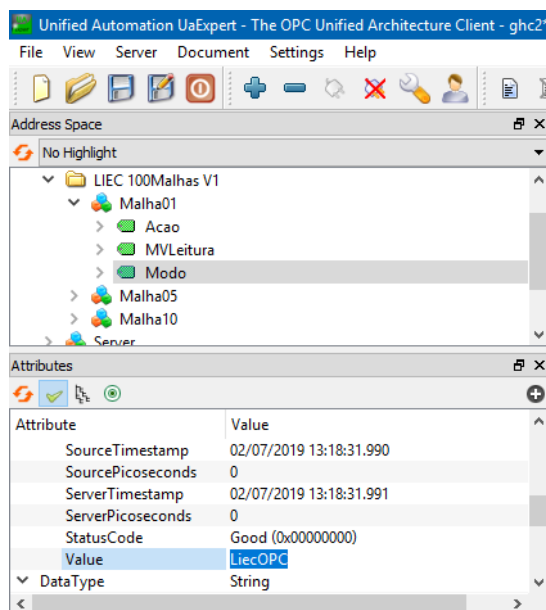 Unified Automation UaExpert - The OPC Unified Architecture Client - ghc2*
File View Server Document Settings Help
Address Space
No Highlight
LIEC 100Malhas V1
Malha01
Acao
MVLeitura
Modo
Malha05
Malha10
Server
Attributes
Attribute Value
SourceTimestamp 02/07/2019 13:18:31.990
SourcePicoseconds 0
ServerTimestamp 02/07/2019 13:18:31.991
ServerPicoseconds 0
StatusCode Good (0x00000000)
Value LiecOPC
DataType String